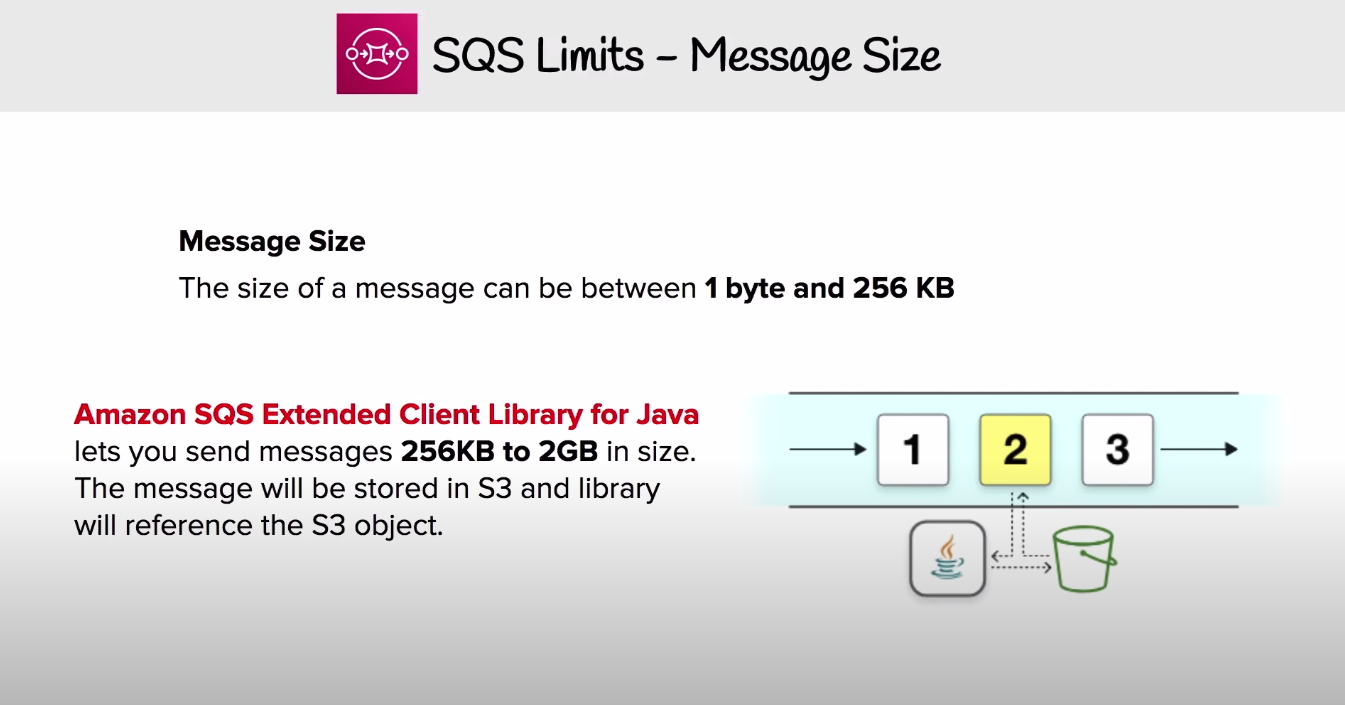 SQS Limits – Message Size
Message Size
The size of a message can be between 1 byte and 256 KB
Amazon SQS Extended Client Library for Java
lets you send messages 256KB to 2GB in size.
The message will be stored in S3 and library
will reference the S3 object.
1 2 3